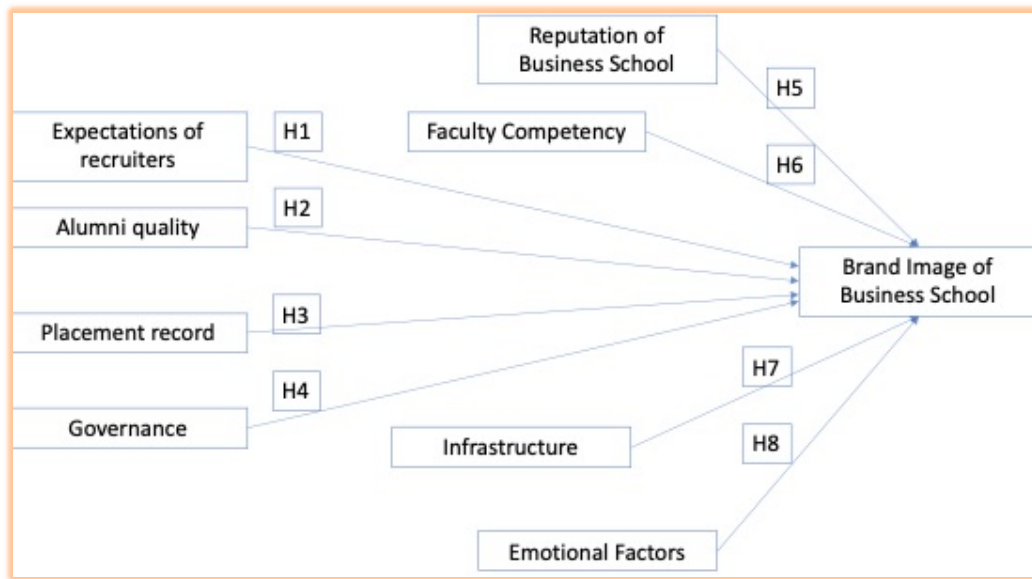 Reputation of
Business School
H5
Expectations of
recruiters
H1
Faculty Competency
H6
Alumni quality
H2
Brand Image of
Business School
Placement record
H3
H7
Governance
H4
Infrastructure
H8
Emotional Factors